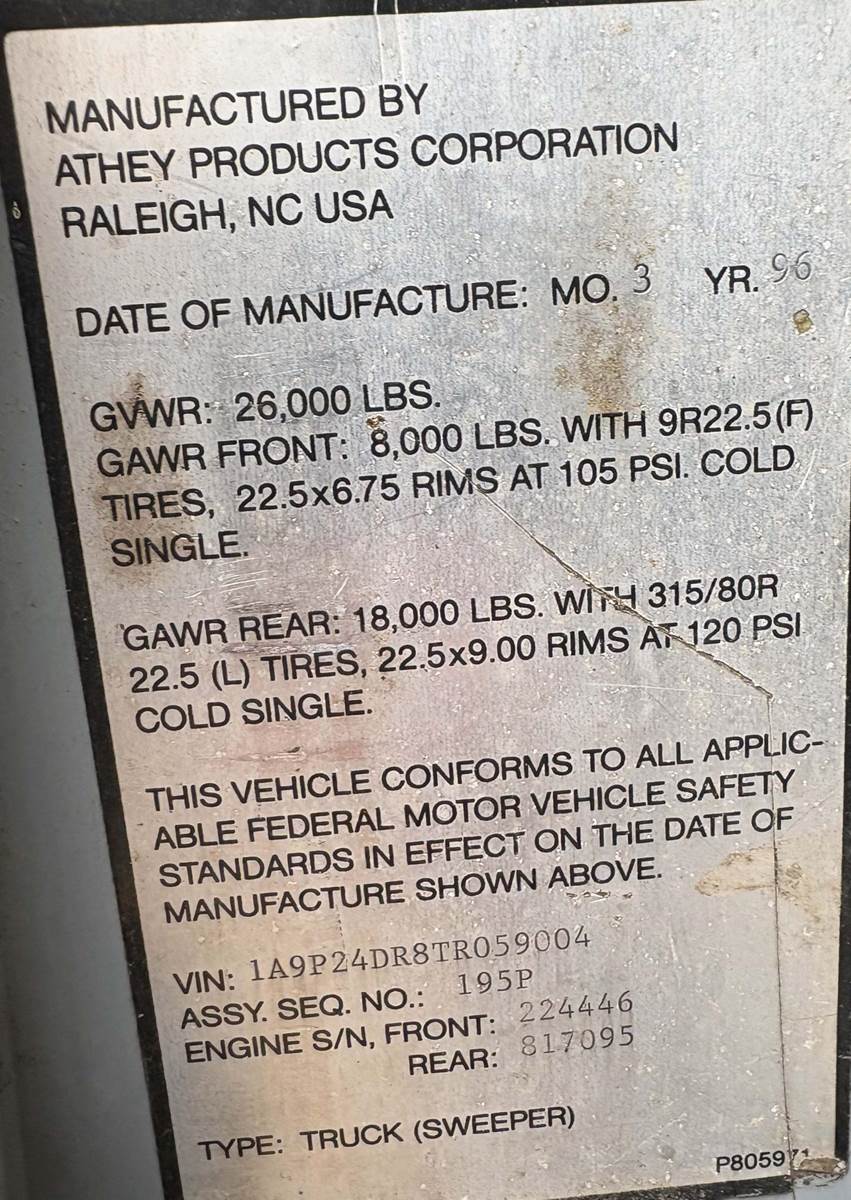 MANUFACTURED BY
ATHEY PRODUCTS CORPORATION
RALEIGH, NC USA
DATE OF MANUFACTURE: MO. 3 YR. 96
GVWR: 26,000 LBS.
GAWR FRONT: 8,000 LBS. WITH 9R22.5(F)
TIRES, 22.5x6.75 RIMS AT 105 PSI. COLD
SINGLE.
GAWR REAR: 18,000 LBS. WITH 315/80R
22.5 (L) TIRES, 22.5x9.00 RIMS AT 120 PSI
COLD SINGLE.
THIS VEHICLE CONFORMS TO ALL APPLIC-
ABLE FEDERAL MOTOR VEHICLE SAFETY
STANDARDS IN EFFECT ON THE DATE OF
MANUFACTURE SHOWN ABOVE.
VIN: 1A9P24DR8TR059004
ASSY. SEQ. NO.: 195P
ENGINE S/N, FRONT: 224446
REAR: 817095
TYPE: TRUCK (SWEEPER)
P805971